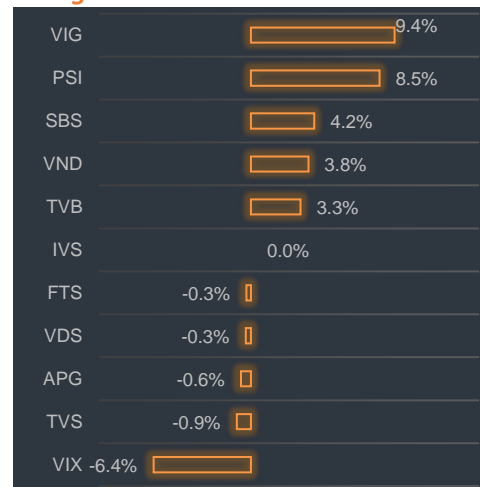 VIG 9.4%
PSI 8.5%
SBS 4.2%
VND 3.8%
TVB 3.3%
IVS 0.0%
FTS -0.3%
VDS -0.3%
APG -0.6%
TVS -0.9%
VIX -6.4%